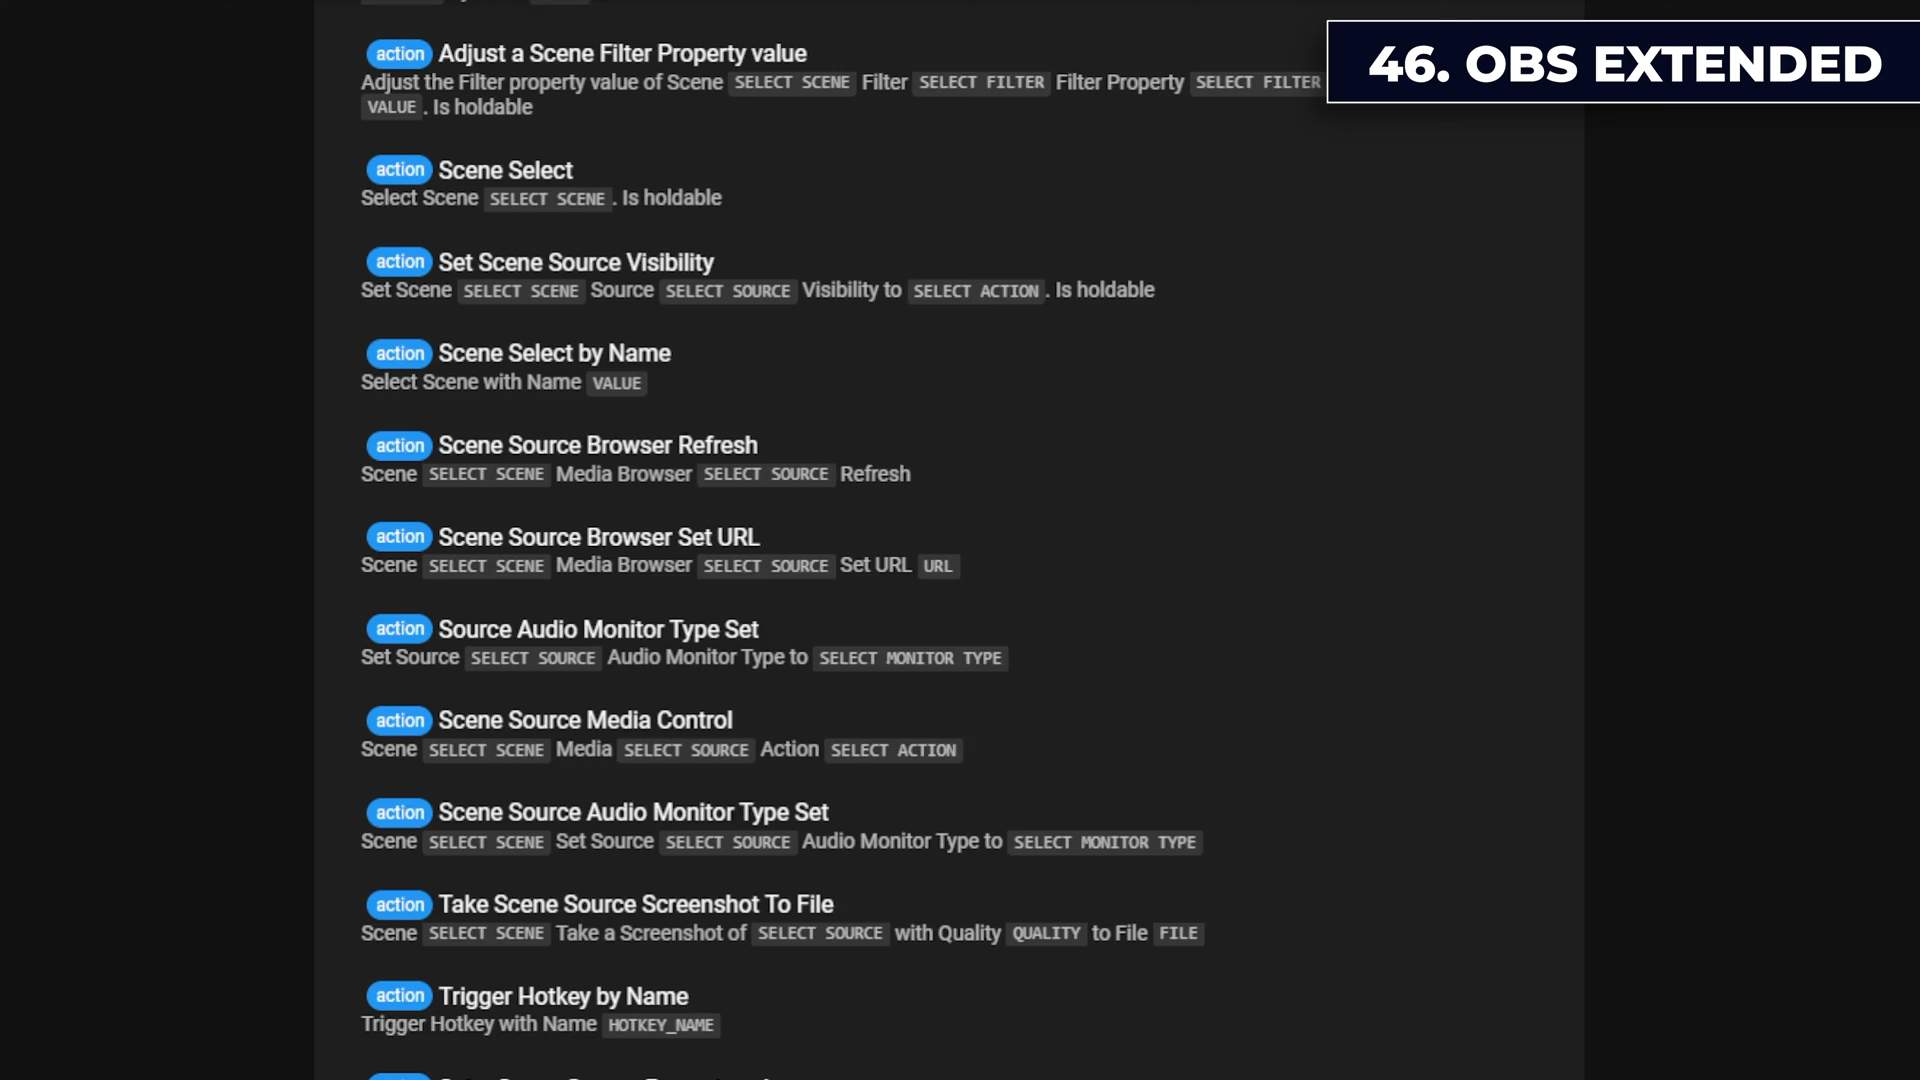 46. OBS EXTENDED
action Adjust a Scene Filter Property value
Adjust the Filter property value of Scene SELECT SCENE Filter SELECT FILTER Filter Property SELECT FILTER
VALUE . Is holdable
action Scene Select
Select Scene SELECT SCENE . Is holdable
action Set Scene Source Visibility
Set Scene SELECT SCENE Source SELECT SOURCE Visibility to SELECT ACTION . Is holdable
action Scene Select by Name
Select Scene with Name VALUE
action Scene Source Browser Refresh
Scene SELECT SCENE Media Browser SELECT SOURCE Refresh
action Scene Source Browser Set URL
Scene SELECT SCENE Media Browser SELECT SOURCE Set URL URL
action Source Audio Monitor Type Set
Set Source SELECT SOURCE Audio Monitor Type to SELECT MONITOR TYPE
action Scene Source Media Control
Scene SELECT SCENE Media SELECT SOURCE Action SELECT ACTION
action Scene Source Audio Monitor Type Set
Scene SELECT SCENE Set Source SELECT SOURCE Audio Monitor Type to SELECT MONITOR TYPE
action Take Scene Source Screenshot To File
Scene SELECT SCENE Take a Screenshot of SELECT SOURCE with Quality QUALITY to File FILE
action Trigger Hotkey by Name
Trigger Hotkey with Name HOTKEY_NAME